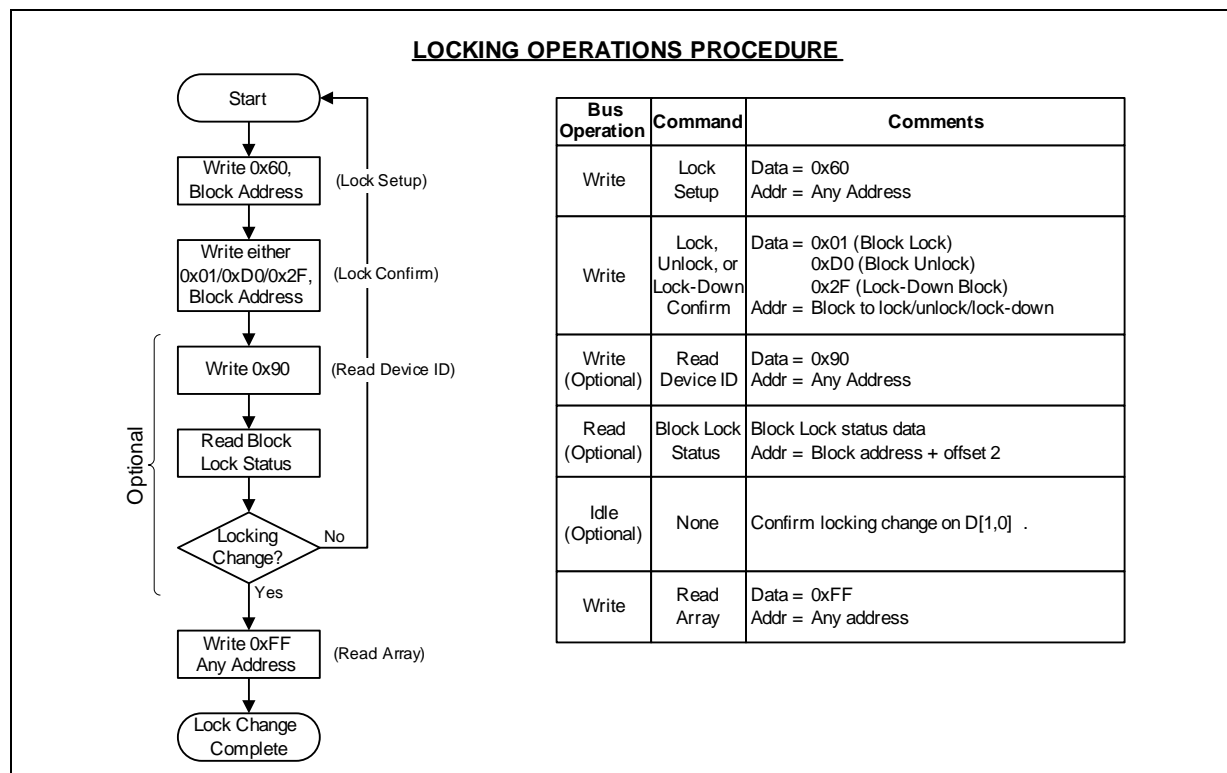 LOCKING OPERATIONS PROCEDURE
Start
Write 0x60,
Block Address
(Lock Setup)
Write either
0x01/0xD0/0x2F,
Block Address
(Lock Confirm)
Optional
Write 0x90
(Read Device ID)
Read Block
Lock Status
Locking
Change?
No
Yes
Write 0xFF
Any Address
(Read Array)
Lock Change
Complete
Bus
Operation
Command
Comments
Write
Lock
Setup
Data = 0x60
Addr = Any Address
Write
Lock,
Unlock, or
Lock-Down
Confirm
Data = 0x01 (Block Lock)
0xD0 (Block Unlock)
0x2F (Lock-Down Block)
Addr = Block to lock/unlock/lock-down
Write
(Optional)
Read
Device ID
Data = 0x90
Addr = Any Address
Read
(Optional)
Block Lock
Status
Block Lock status data
Addr = Block address + offset 2
Idle
(Optional)
None
Confirm locking change on D[1,0] .
Write
Read
Array
Data = 0xFF
Addr = Any address